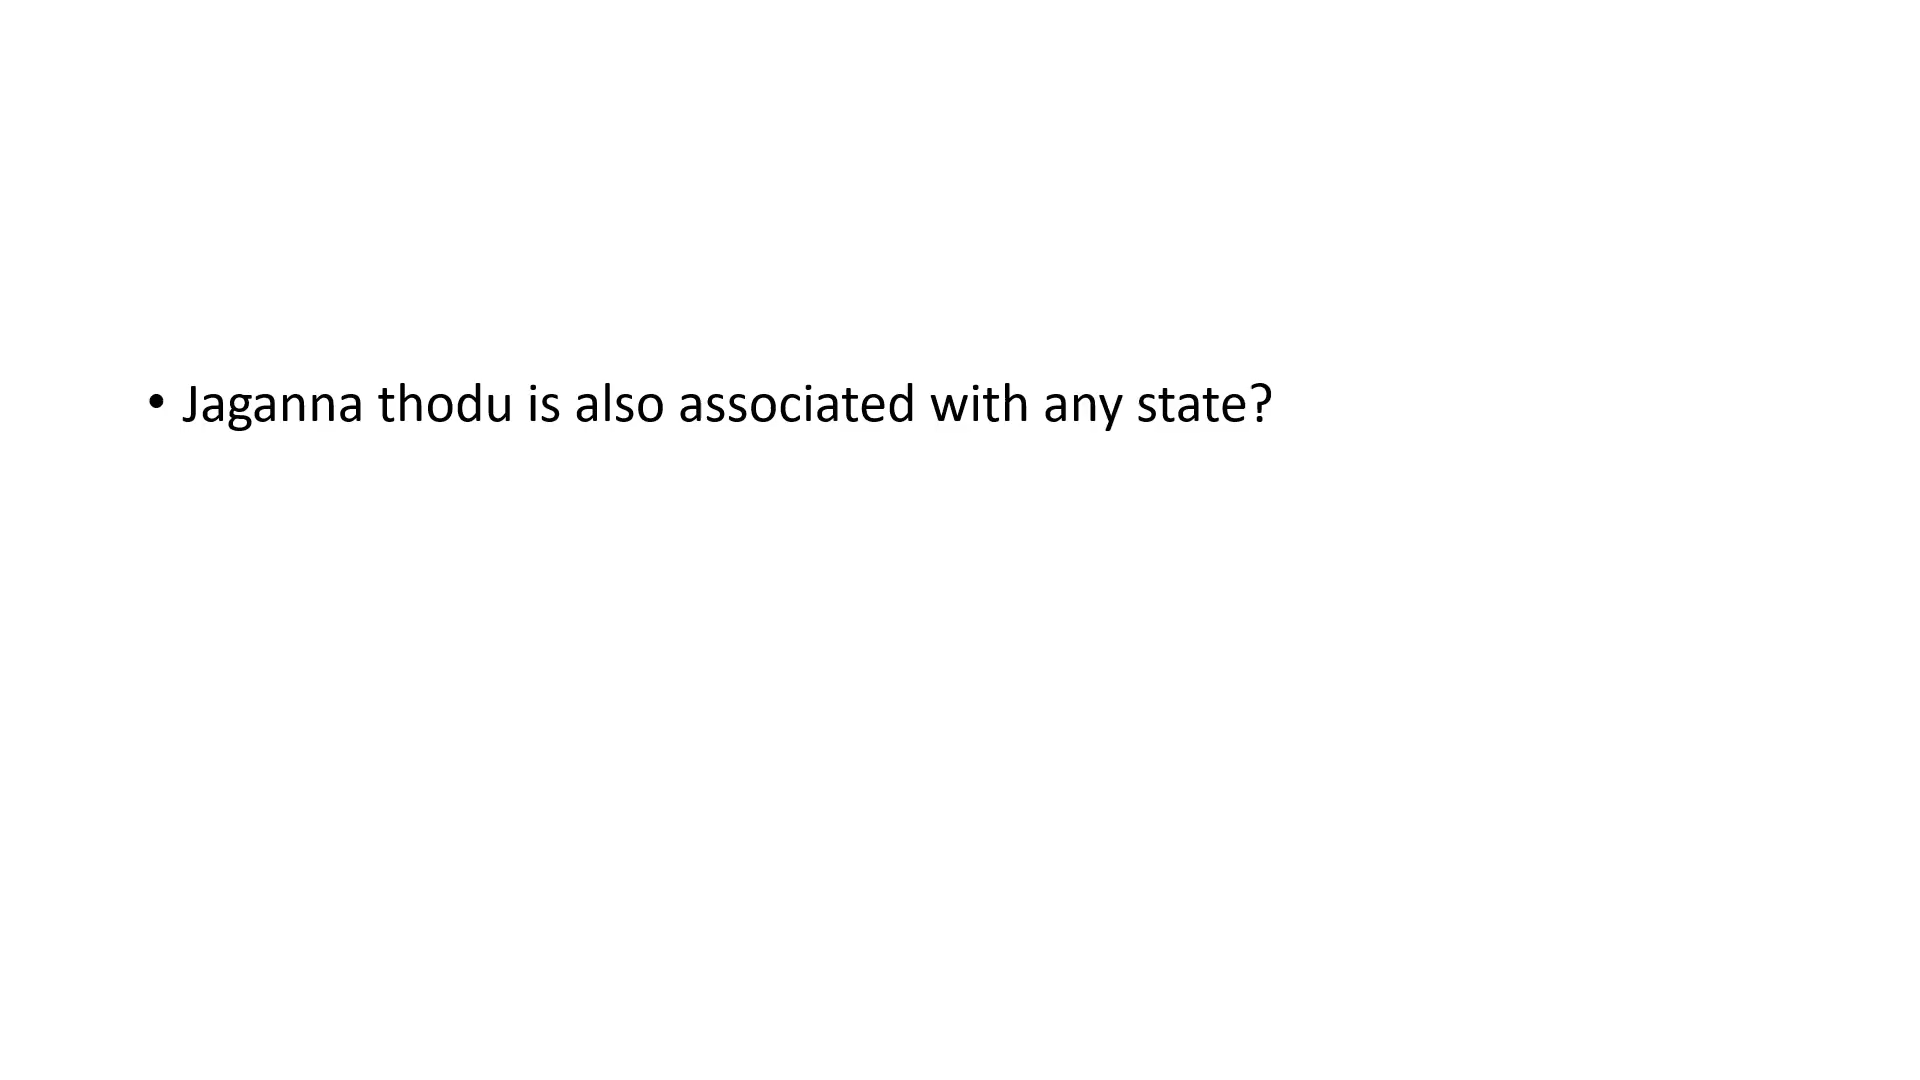 • Jaganna thodu is also associated with any state?